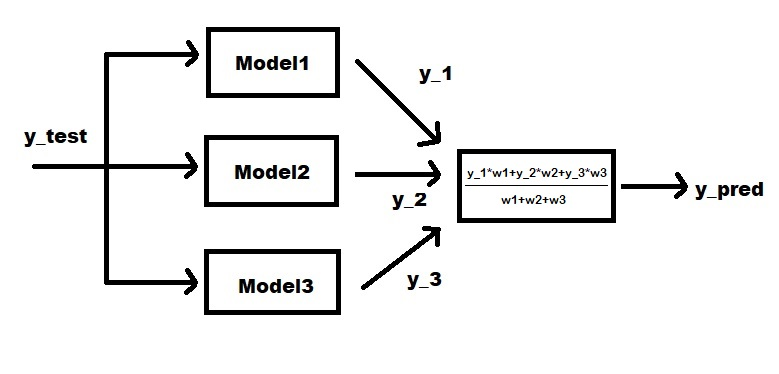 Model1
y_1
y_test
Model2
y_1*w1+y_2*w2+y_3*w3
w1+w2+w3
y_pred
y_2
Model3
y_3